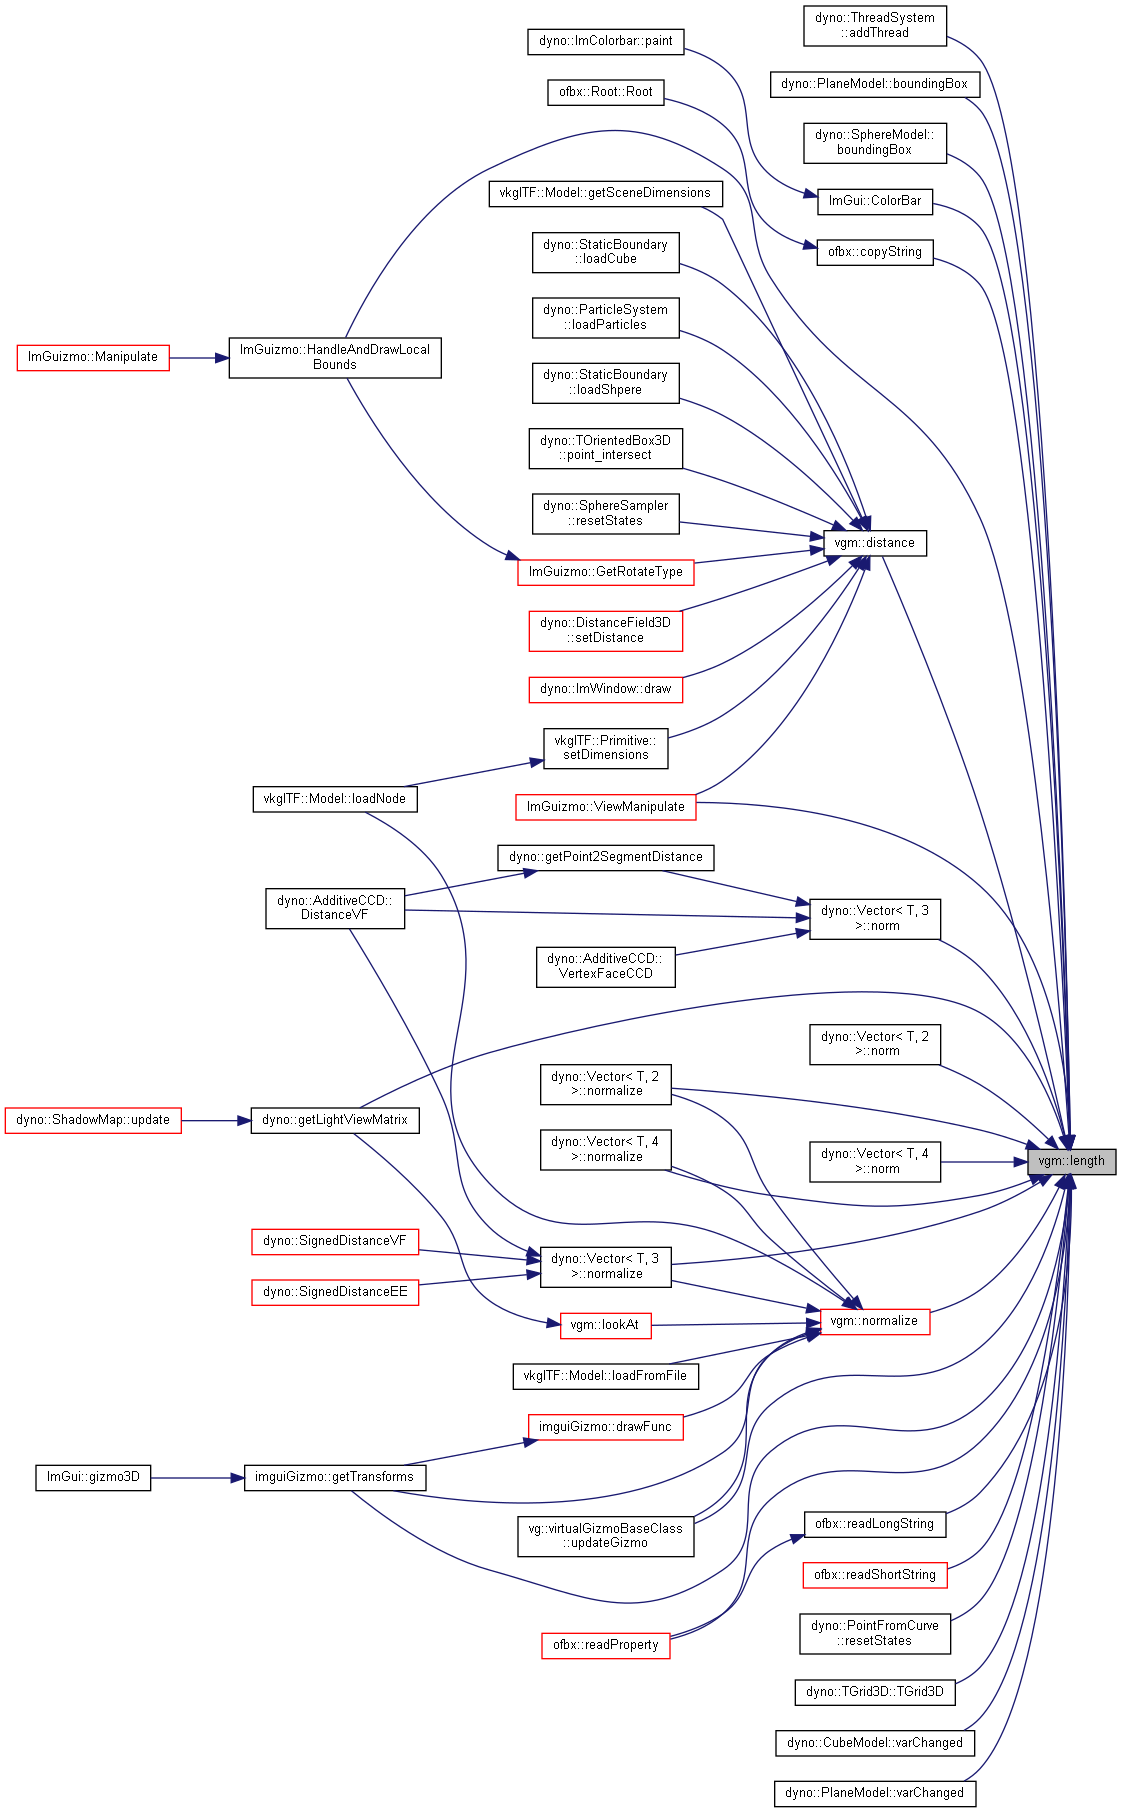 dyno::ThreadSystem
::addThread
dyno::ImColorbar::paint
dyno::PlaneModel::boundingBox
ofbx::Root::Root
dyno::SphereModel::
boundingBox
vkglTF::Model::getSceneDimensions
ImGui::ColorBar
dyno::StaticBoundary
::loadCube
ofbx::copyString
dyno::ParticleSystem
::loadParticles
ImGuizmo::Manipulate
ImGuizmo::HandleAndDrawLocal
Bounds
dyno::StaticBoundary
::loadShpere
dyno::TOrientedBox3D
::point_intersect
dyno::SphereSampler
::resetStates
vgm::distance
ImGuizmo::GetRotateType
dyno::DistanceField3D
::setDistance
dyno::ImWindow::draw
vkglTF::Primitive::
setDimensions
vkglTF::Model::loadNode
ImGuizmo::ViewManipulate
dyno::getPoint2SegmentDistance
dyno::AdditiveCCD::
DistanceVF
dyno::Vector< T, 3
>::norm
dyno::AdditiveCCD::
VertexFaceCCD
dyno::Vector< T, 2
>::norm
dyno::Vector< T, 2
>::normalize
dyno::ShadowMap::update
dyno::getLightViewMatrix
dyno::Vector< T, 4
>::normalize
dyno::Vector< T, 4
>::norm
vgm::length
dyno::SignedDistanceVF
dyno::Vector< T, 3
>::normalize
dyno::SignedDistanceEE
vgm::lookAt
vgm::normalize
vkglTF::Model::loadFromFile
imguiGizmo::drawFunc
ImGui::gizmo3D
imguiGizmo::getTransforms
vg::virtualGizmoBaseClass
::updateGizmo
ofbx::readLongString
ofbx::readShortString
dyno::PointFromCurve
::resetStates
ofbx::readProperty
dyno::TGrid3D::TGrid3D
dyno::CubeModel::varChanged
dyno::PlaneModel::varChanged